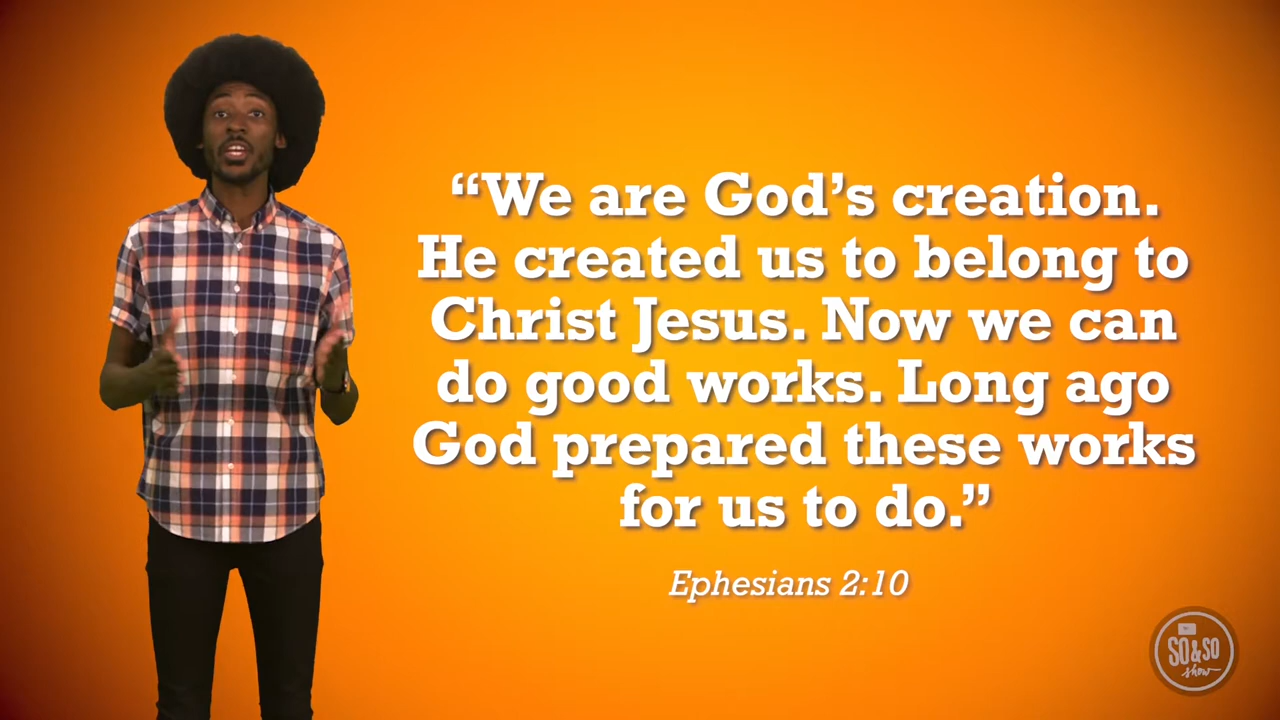 “We are God’s creation.
He created us to belong to
Christ Jesus. Now we can
do good works. Long ago
God prepared these works
for us to do.”
Ephesians 2:10
SO&SO
show